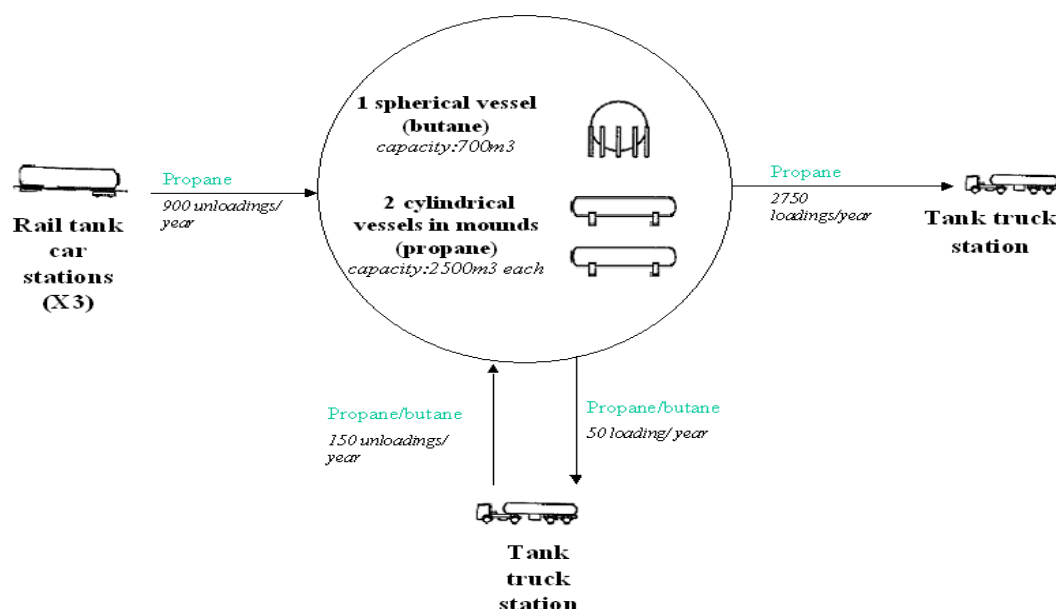 1 spherical vessel
(butane)
capacity:700m3
2 cylindrical
vessels in mounds
(propane)
capacity:2500m3 each
Propane
900 unloadings/
year
Rail tank
car
stations
(X3)
Propane
2750
loadings/year
Tank truck
station
Propane/butane
150 unloadings/
year
Propane/butane
50 loading/ year
Tank
truck
station